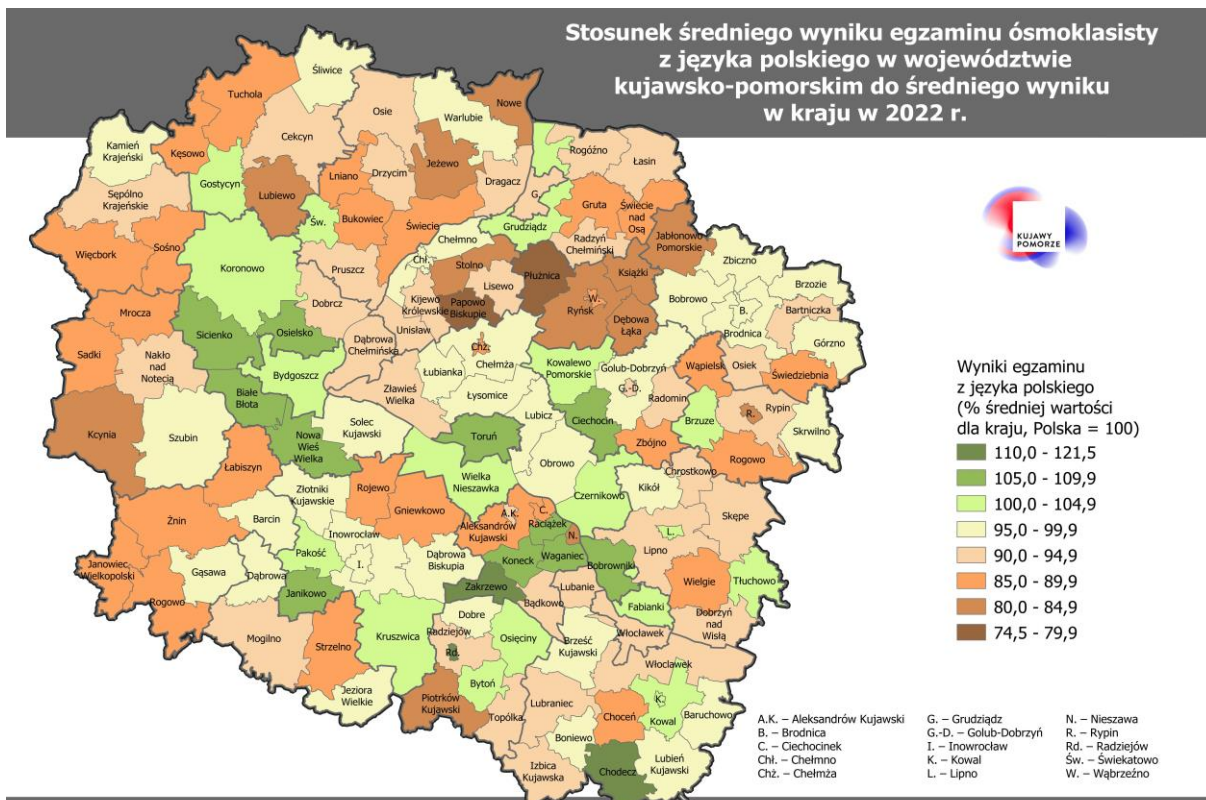 Stosunek średniego wyniku egzaminu ósmoklasisty
z języka polskiego w województwie
kujawsko-pomorskim do średniego wyniku
w kraju w 2022 r.
Śliwice
Tuchola
Osie
Nowe
Warlubie
Cekcyn
Kamień
Krajeński
Kęsowo
Rogóźno
Łasin
Jeżewo
Lniano
Drzycim
Dragacz
Gostycyn
Sępólno
Krajeńskie
Lubiewo
G.
Gruta
Świecie
nad
Osą
Bukowiec
Św.
Świecie
Grudziądz
Sośno
Więcbork
Chełmno
Radzyń
Chełmiński
Jabłonowo
Pomorskie
Zbiczno
Koronowo
Pruszcz
Chł.
Stolno
Płużnica
Książki
Lisewo
Brzozie
Bobrowo
Dobrcz
Kijewo
Królewskie
Papowo
Biskupie
W.
Ryńsk
Dębowa
Łąka
B.
Brodnica
Bartniczka
Mrocza
Unisław
Sicienko
Osielsko
Dąbrowa
Chełmińska
Chż.
Górzno
Sadki
Nakło
nad
Notecią
Chełmża
Kowalewo
Pomorskie
Golub-Dobrzyń
Wąpielsk
Osiek
Świedziebnia
Bydgoszcz
Łubianka
G.-D.
Zławieś
Wielka
Łysomice
Radomin
Białe
Błota
Kcynia
Rypin
R.
Brzuze
Lubicz
Ciechocin
Solec
Kujawski
Skrwilno
Szubin
Nowa
Wieś
Wielka
Toruń
Zbójno
Rogowo
Obrowo
Łabiszyn
Chrostkowo
Wielka
Nieszawka
Kikół
Czernikowo
Złotniki
Kujawskie
Rojewo
Skępe
Gniewkowo
A.K.
C.
Raciążek
Żnin
Barcin
Aleksandrów
Kujawski
Inowrocław
N.
L.
Lipno
Pakość
Dąbrowa
Biskupia
Koneck
Waganiec
Janowiec
Wielkopolski
Gąsawa
Dąbrowa
I.
Bobrowniki
Wielgie
Tłuchowo
Zakrzewo
Lubanie
Janikowo
Rogowo
Bądkowo
Fabianki
Dobrzyń
nad
Wisłą
Dobre
Radziejów
Mogilno
Strzelno
Kruszwica
Osięciny
Brześć
Kujawski
Włocławek
Rd.
Włocławek
Bytoń
Jeziora
Wielkie
Piotrków
Kujawski
K.
Kowal
Lubraniec
Baruchowo
Topólka
Choceń
Boniewo
Izbica
Kujawska
Lubień
Kujawski
Chodecz
KUJAWY
POMORZE
Wyniki egzaminu
z języka polskiego
(% średniej wartości
dla kraju, Polska = 100)
110,0 - 121,5
105,0 - 109,9
100,0 - 104,9
95,0 - 99,9
90,0 - 94,9
85,0 - 89,9
80,0 - 84,9
74,5 - 79,9
A.K. – Aleksandrów Kujawski
B. – Brodnica
C. – Ciechocinek
Chł. – Chełmno
Chż. – Chełmża
G. – Grudziądz
G.-D. – Golub-Dobrzyń
I. – Inowrocław
K. – Kowal
L. – Lipno
N. – Nieszawa
R. – Rypin
Rd. – Radziejów
Św. – Świekatowo
W. – Wąbrzeźno